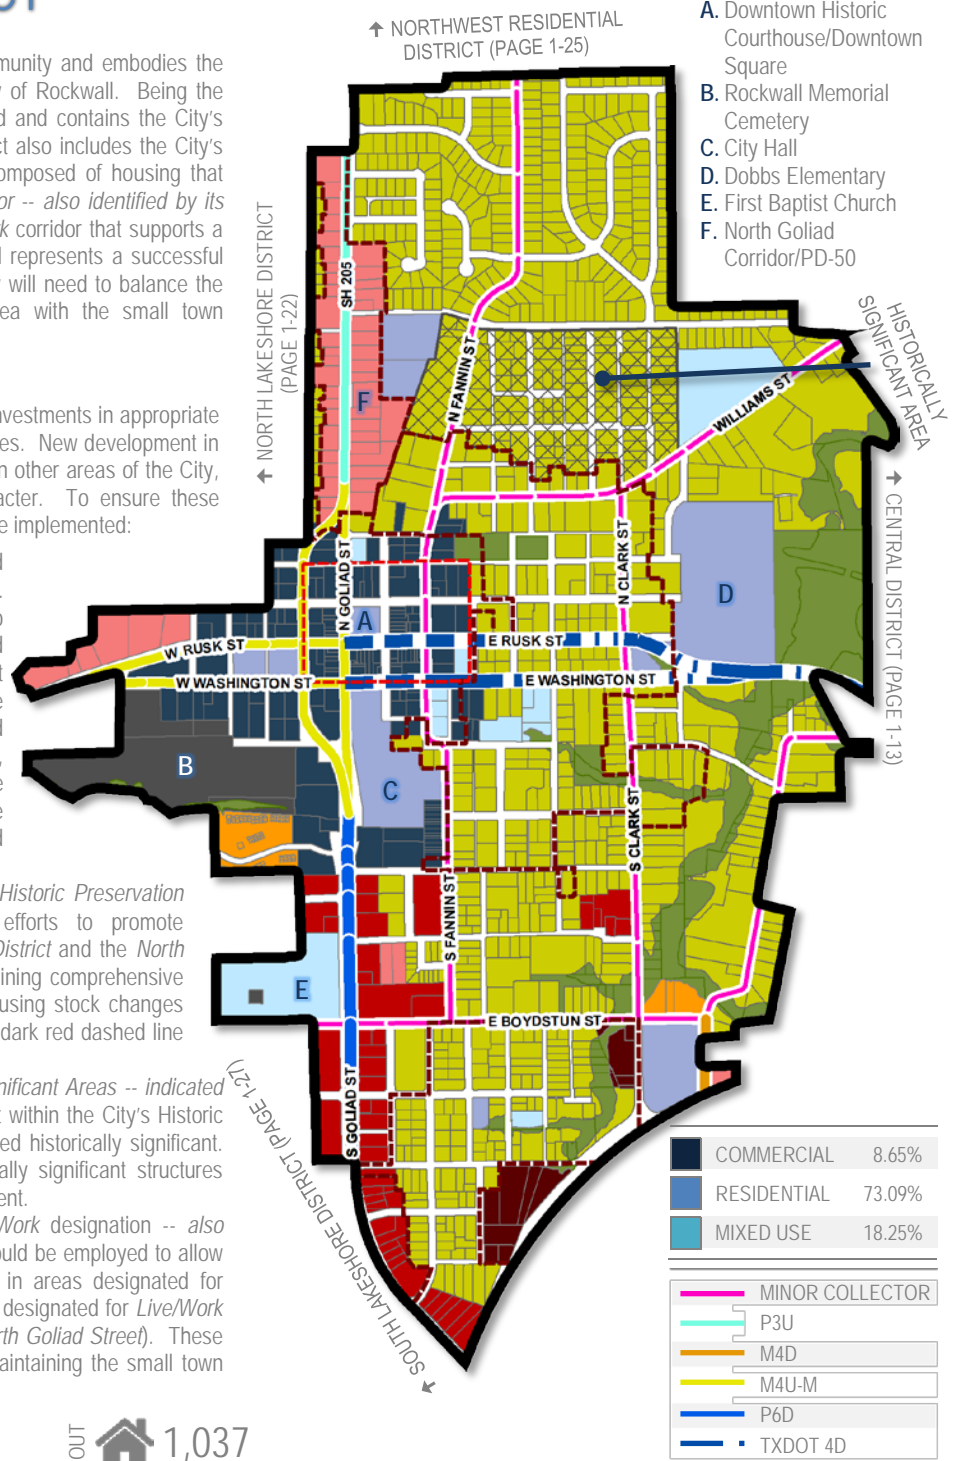 ↑ NORTHWEST RESIDENTIAL
DISTRICT (PAGE 1-25)
A. Downtown Historic
Courthouse/Downtown
Square
B. Rockwall Memorial
Cemetery
C. City Hall
D. Dobbs Elementary
E. First Baptist Church
F. North Goliad
Corridor/PD-50
munity and embodies the
y of Rockwall. Being the
d and contains the City's
ct also includes the City's
omposed of housing that
or -- also identified by its
rk corridor that supports a
l represents a successful
y will need to balance the
ea with the small town
nvestments in appropriate
es. New development in
n other areas of the City,
acter. To ensure these
e implemented:
d
.
o
d
t
e
d
,
e
e
d
Historic Preservation
efforts to promote
District and the North
ining comprehensive
using stock changes
dark red dashed line
nificant Areas -- indicated
t within the City's Historic
ed historically significant.
ally significant structures
ent.
Work designation -- also
ould be employed to allow
in areas designated for
designated for Live/Work
rth Goliad Street). These
aintaining the small town
OUT
1,037
↑ NORTH LAKESHORE DISTRICT
(PAGE 1-22)
HISTORICALLY
SIGNIFICANT AREA
↑ CENTRAL DISTRICT (PAGE 1-13)
SOUTH LAKESHORE DISTRICT (PAGE 1-27)
SH 205
N FANNIN ST
WILLIAMS ST
F
N GOLIAD ST
N CLARK ST
A
D
W RUSK ST
E RUSK ST
W WASHINGTON ST
E WASHINGTON ST
B
C
S CLARK ST
S FANNIN ST
E
E BOYDSTUN ST
S GOLIAD ST
COMMERCIAL 8.65%
RESIDENTIAL 73.09%
MIXED USE 18.25%
MINOR COLLECTOR
P3U
M4D
M4U-M
P6D
TXDOT 4D